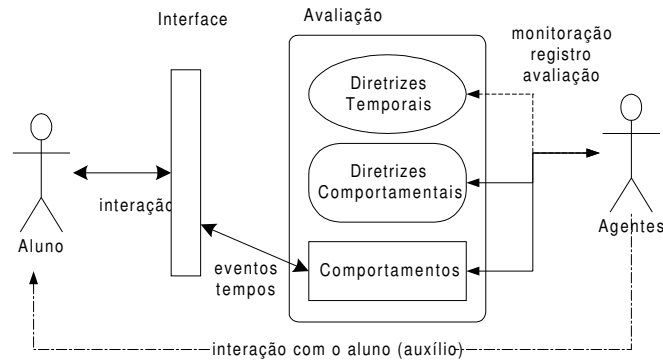 Interface
Avaliação
monitoração
registro
avaliação
Diretrizes
Temporais
Diretrizes
Comportamentais
interação
Aluno
Agentes
eventos
tempos
Comportamentos
interação com o aluno (auxílio)